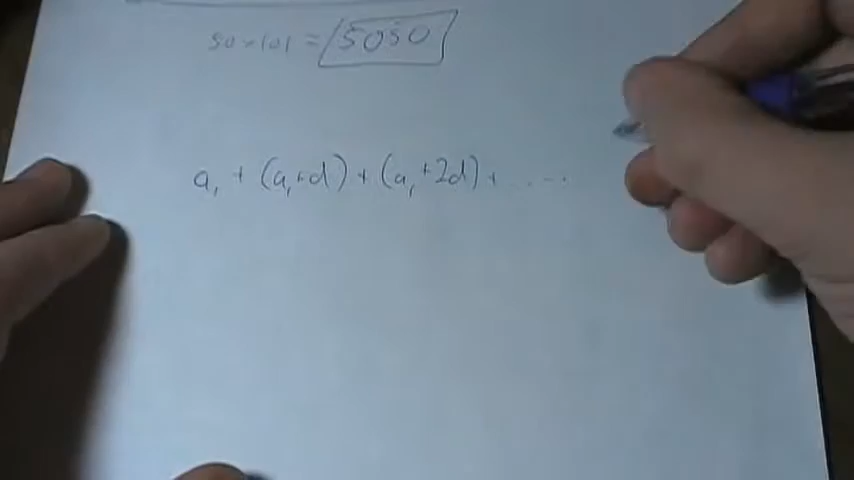 50×101 = 5050
a₁ + (a₁+d) + (a₁+2d) + .....